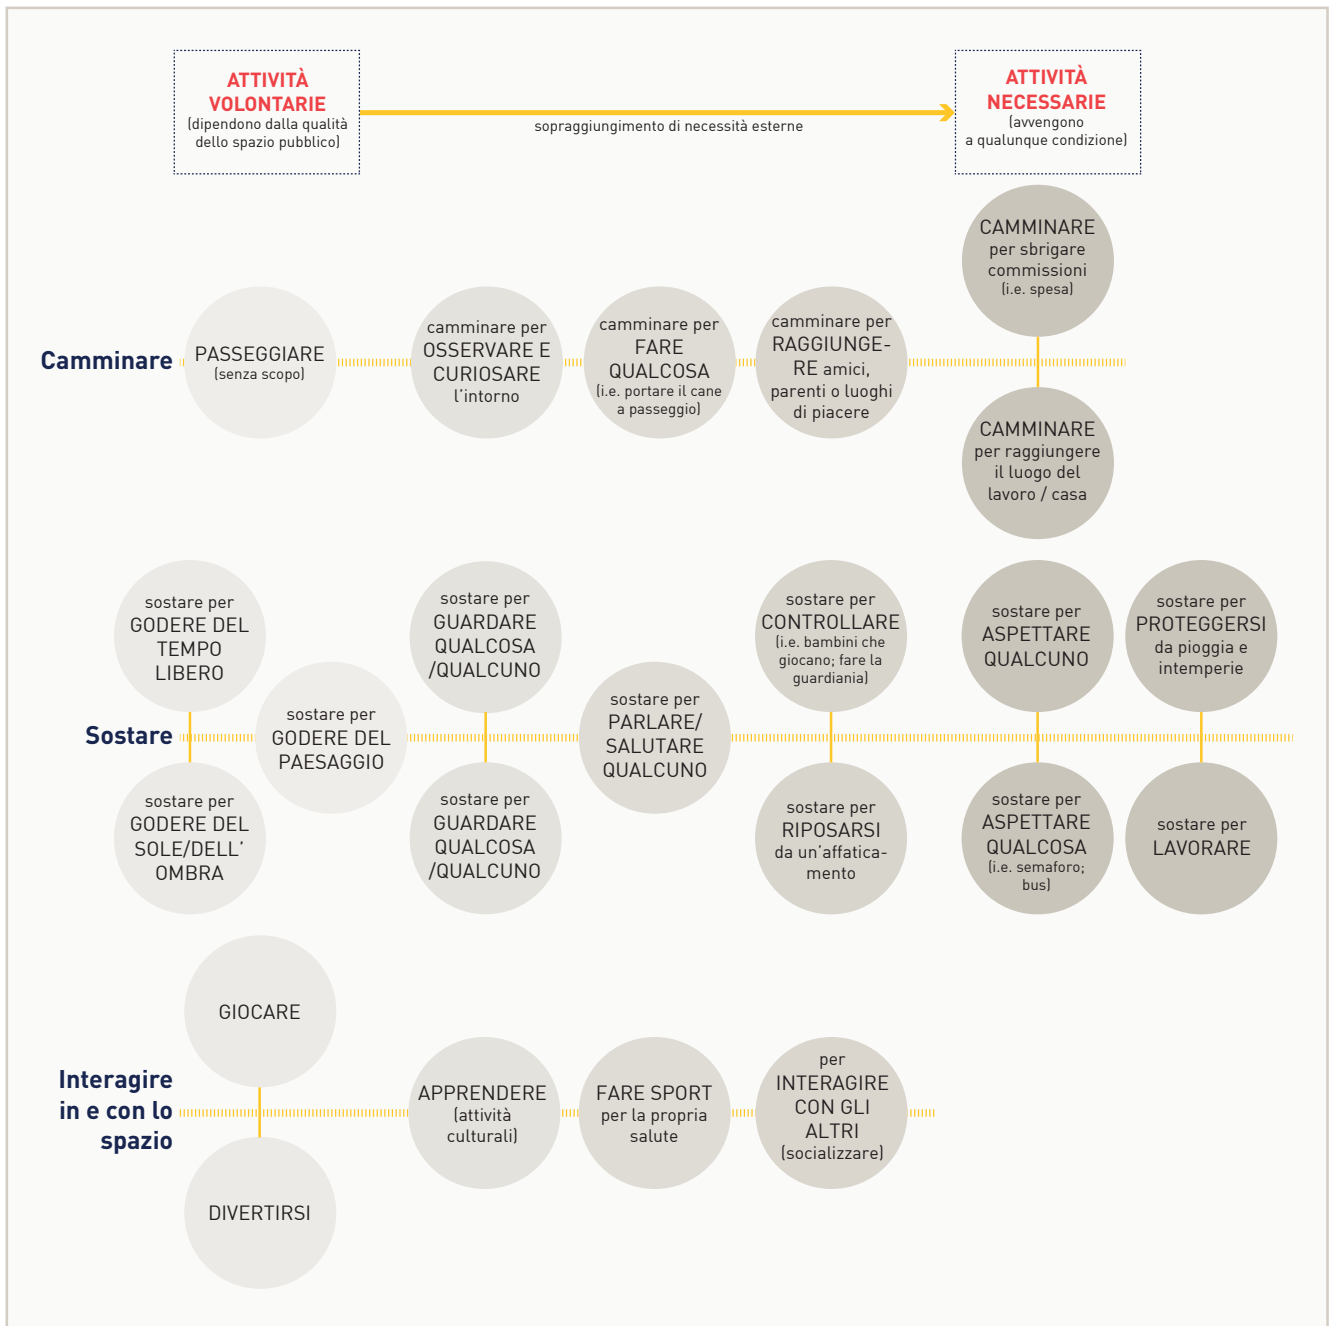 ATTIVITÀ
VOLONTARIE
(dipendono dalla qualità
dello spazio pubblico)
sopraggiungimento di necessità esterne
ATTIVITÀ
NECESSARIE
(avvengono
a qualunque condizione)
Camminare
PASSEGGIARE
(senza scopo)
camminare per
OSSERVARE E
CURIOSARE
l'intorno
camminare per
FARE
QUALCOSA
(i.e. portare il cane
a passeggio)
camminare per
RAGGIUNGE-
RE amici,
parenti o luoghi
di piacere
CAMMINARE
per sbrigare
commissioni
(i.e. spesa)
CAMMINARE
per raggiungere
il luogo del
lavoro / casa
Sostare
sostare per
GODERE DEL
TEMPO
LIBERO
sostare per
GODERE DEL
SOLE/DELL'
OMBRA
sostare per
GODERE DEL
PAESAGGIO
sostare per
GUARDARE
QUALCOSA
/QUALCUNO
sostare per
GUARDARE
QUALCOSA
/QUALCUNO
sostare per
PARLARE/
SALUTARE
QUALCUNO
sostare per
CONTROLLARE
(i.e. bambini che
giocano; fare la
guardiania)
sostare per
RIPOSARSI
da un'affatica-
mento
sostare per
ASPETTARE
QUALCUNO
sostare per
ASPETTARE
QUALCOSA
(i.e. semaforo;
bus)
sostare per
PROTEGGERSI
da pioggia e
intemperie
sostare per
LAVORARE
Interagire
in e con lo
spazio
GIOCARE
DIVERTIRSI
APPRENDERE
(attività
culturali)
FARE SPORT
per la propria
salute
per
INTERAGIRE
CON GLI
ALTRI
(socializzare)